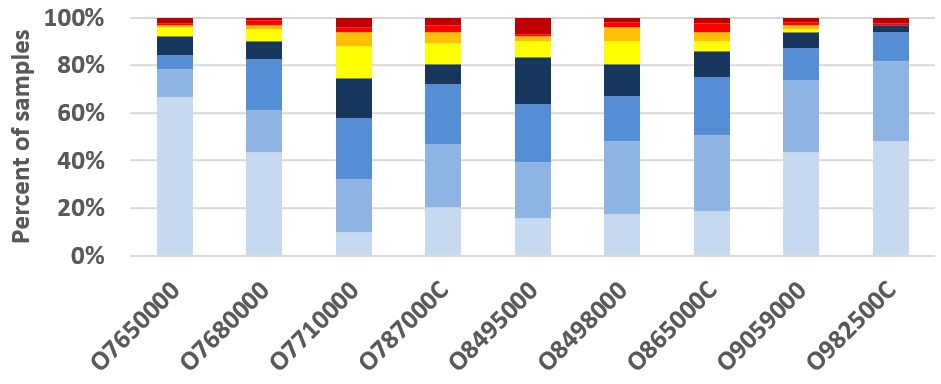 Percent of samples
100%
80%
60%
40%
20%
0%
O7650000
O7680000
O7710000
O787000C
O8495000
O8498000
O865000C
O9059000
O982500C